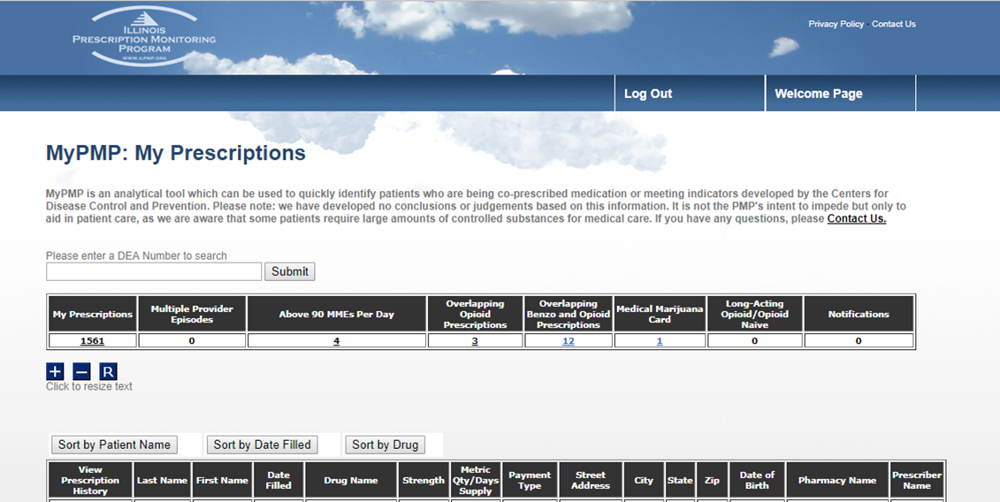 ILLINOIS
PRESCRIPTION MONITORING
PROGRAM
WWW.ILPMP.ORG
Privacy Policy - Contact Us
Log Out
Welcome Page
MyPMP: My Prescriptions
MyPMP is an analytical tool which can be used to quickly identify patients who are being co-prescribed medication or meeting indicators developed by the Centers for
Disease Control and Prevention. Please note: we have developed no conclusions or judgements based on this information. It is not the PMP's intent to impede but only to
aid in patient care, as we are aware that some patients require large amounts of controlled substances for medical care. If you have any questions, please Contact Us.
Please enter a DEA Number to search
Submit
My Prescriptions
Multiple Provider
Episodes
Above 90 MMEs Per Day
Overlapping
Opioid
Prescriptions
Overlapping
Benzo and Opioid
Prescriptions
Medical Marijuana
Card
Long-Acting
Opioid/Opioid
Naive
Notifications
1561
0
4
3
12
1
0
0
+ − R
Click to resize text
Sort by Patient Name
Sort by Date Filled
Sort by Drug
View
Prescription
History
Last Name
First Name
Date
Filled
Drug Name
Strength
Metric
Qty/Days
Supply
Payment
Type
Street
Address
City
State
Zip
Date of
Birth
Pharmacy Name
Prescriber
Name